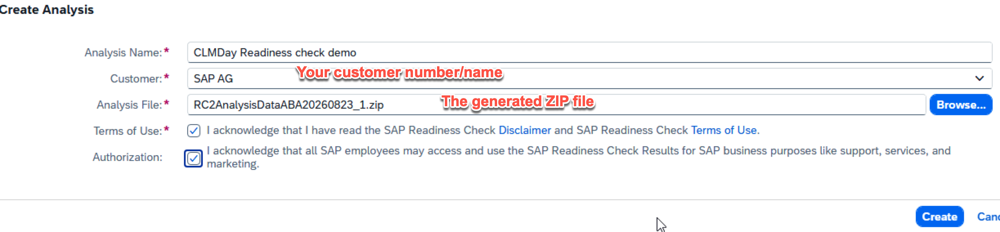 Create Analysis
Analysis Name:* CLMDay Readiness check demo
Customer:* SAP AG Your customer number/name
Analysis File:* RC2AnalysisDataABA20260823_1.zip The generated ZIP file Browse...
Terms of Use:* I acknowledge that I have read the SAP Readiness Check Disclaimer and SAP Readiness Check Terms of Use.
Authorization: I acknowledge that all SAP employees may access and use the SAP Readiness Check Results for SAP business purposes like support, services, and
marketing.
Create